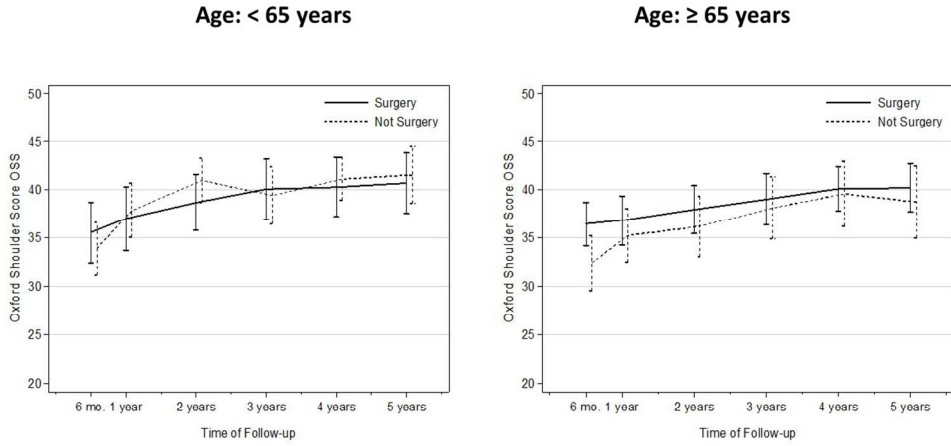 Age: < 65 years
Age: ≥ 65 years
Surgery
Not Surgery
Oxford Shoulder Score OSS
50
45
40
35
30
25
20
6 mo. 1 year 2 years 3 years 4 years 5 years
Time of Follow-up
Surgery
Not Surgery
Oxford Shoulder Score OSS
50
45
40
35
30
25
20
6 mo. 1 year 2 years 3 years 4 years 5 years
Time of Follow-up